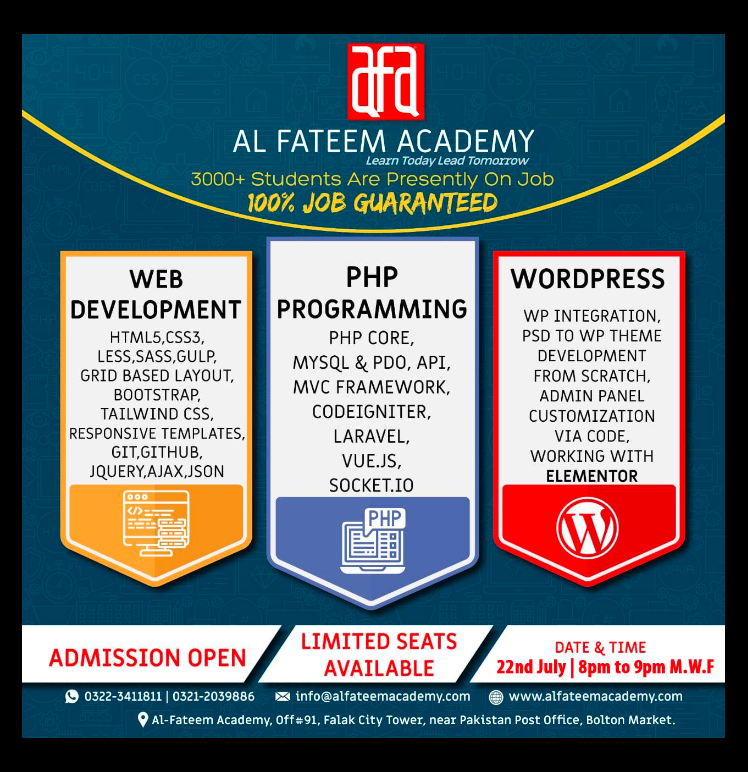 afa
AL FATEEM ACADEMY
Learn Today Lead Tomorrow
3000+ Students Are Presently On Job
100% JOB GUARANTEED
WEB
DEVELOPMENT
HTML5,CSS3,
LESS,SASS,GULP,
GRID BASED LAYOUT,
BOOTSTRAP,
TAILWIND CSS,
RESPONSIVE TEMPLATES,
GIT,GITHUB,
JQUERY,AJAX,JSON
PHP
PROGRAMMING
PHP CORE,
MYSQL & PDO, API,
MVC FRAMEWORK,
CODEIGNITER,
LARAVEL,
VUE.JS,
SOCKET.IO
PHP
WORDPRESS
WP INTEGRATION,
PSD TO WP THEME
DEVELOPMENT
FROM SCRATCH,
ADMIN PANEL
CUSTOMIZATION
VIA CODE,
WORKING WITH
ELEMENTOR
W
ADMISSION OPEN
LIMITED SEATS
AVAILABLE
DATE & TIME
22nd July | 8pm to 9pm M.W.F
0322-3411811 | 0321-2039886 info@alfateemacademy.com www.alfateemacademy.com
Al-Fateem Academy, Off#91, Falak City Tower, near Pakistan Post Office, Bolton Market.